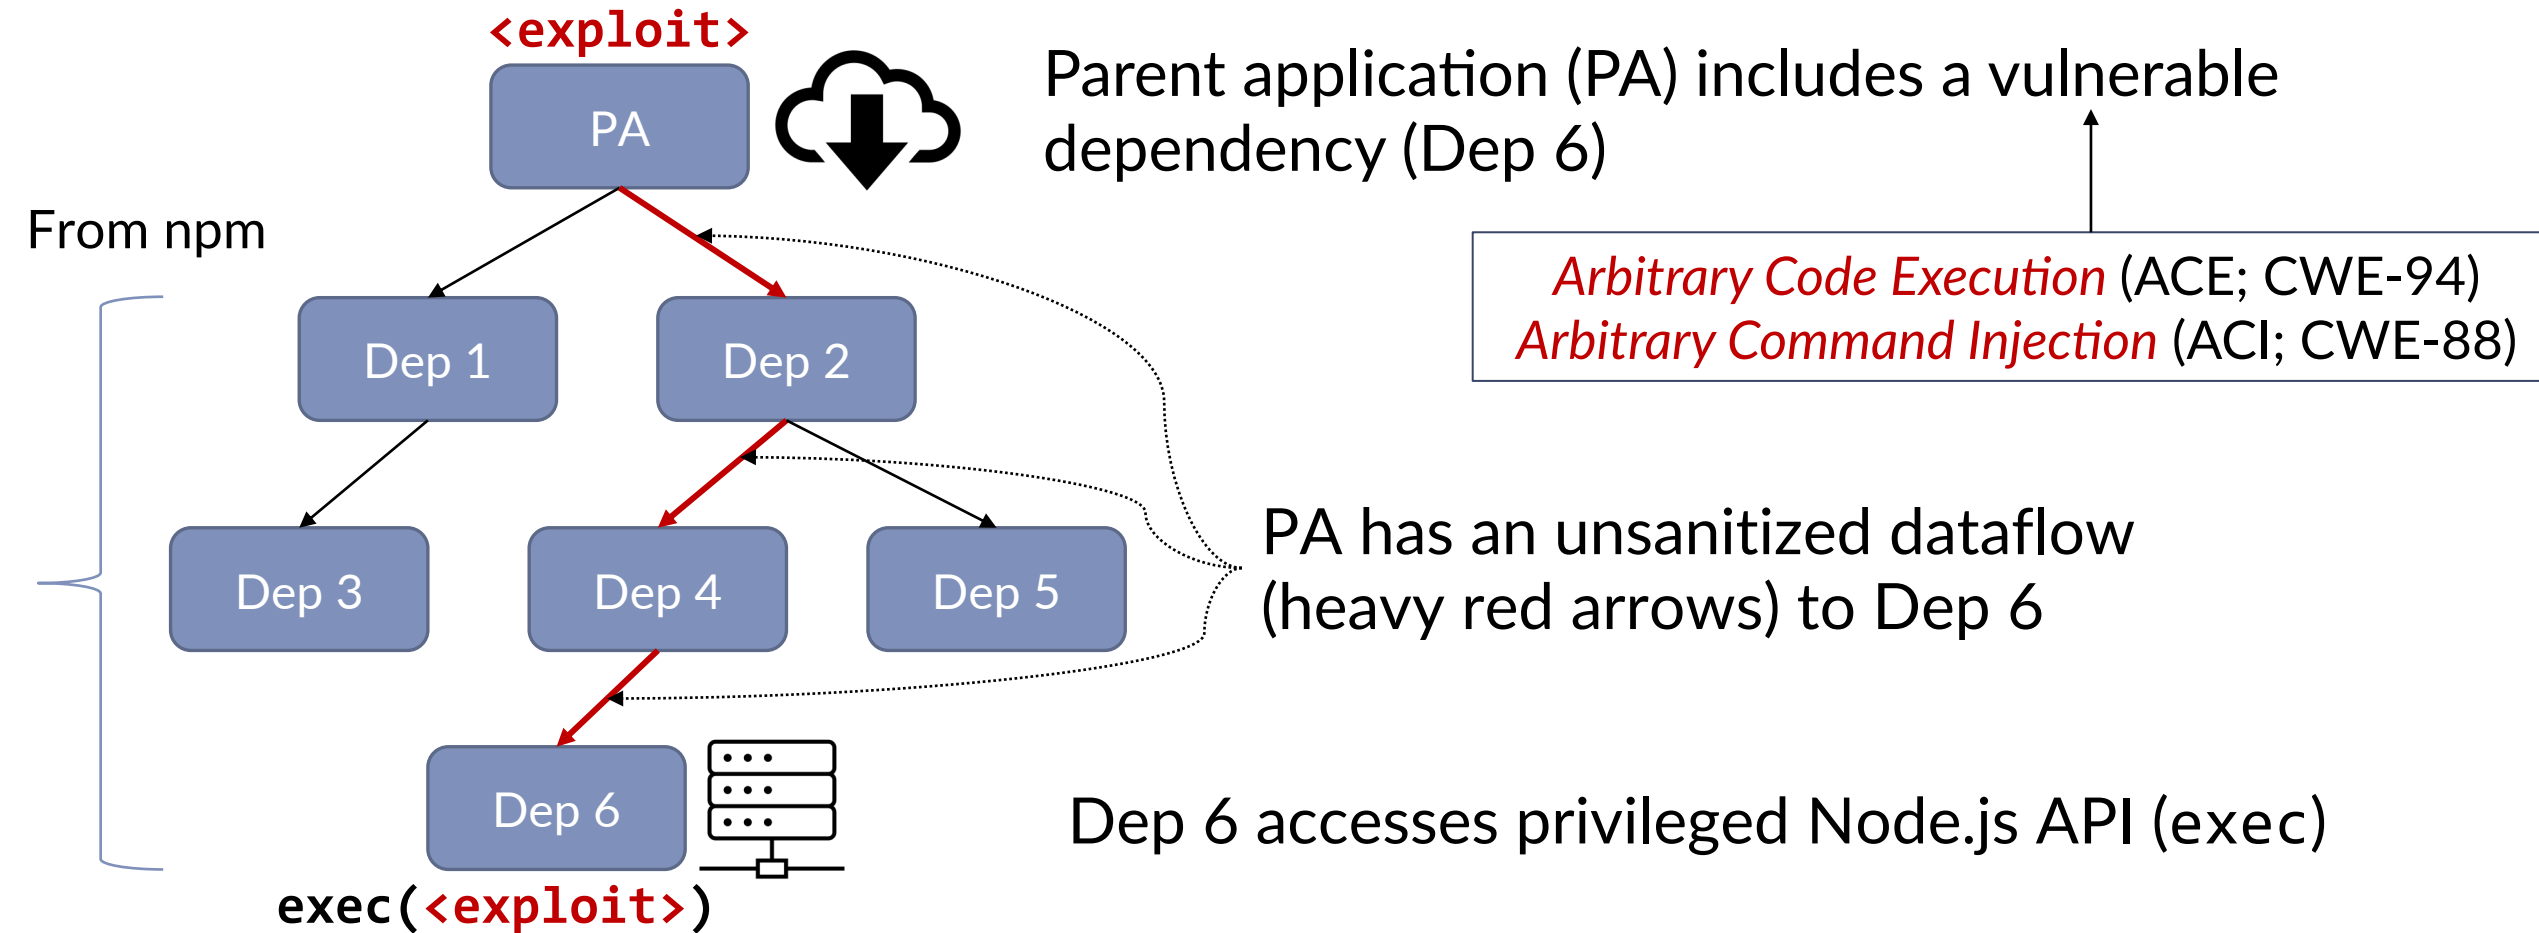 <exploit>
PA
Parent application (PA) includes a vulnerable
dependency (Dep 6)
From npm
Arbitrary Code Execution (ACE; CWE-94)
Arbitrary Command Injection (ACI; CWE-88)
Dep 1
Dep 2
PA has an unsanitized dataflow
(heavy red arrows) to Dep 6
Dep 3
Dep 4
Dep 5
Dep 6
Dep 6 accesses privileged Node.js API (exec)
exec(<exploit>)